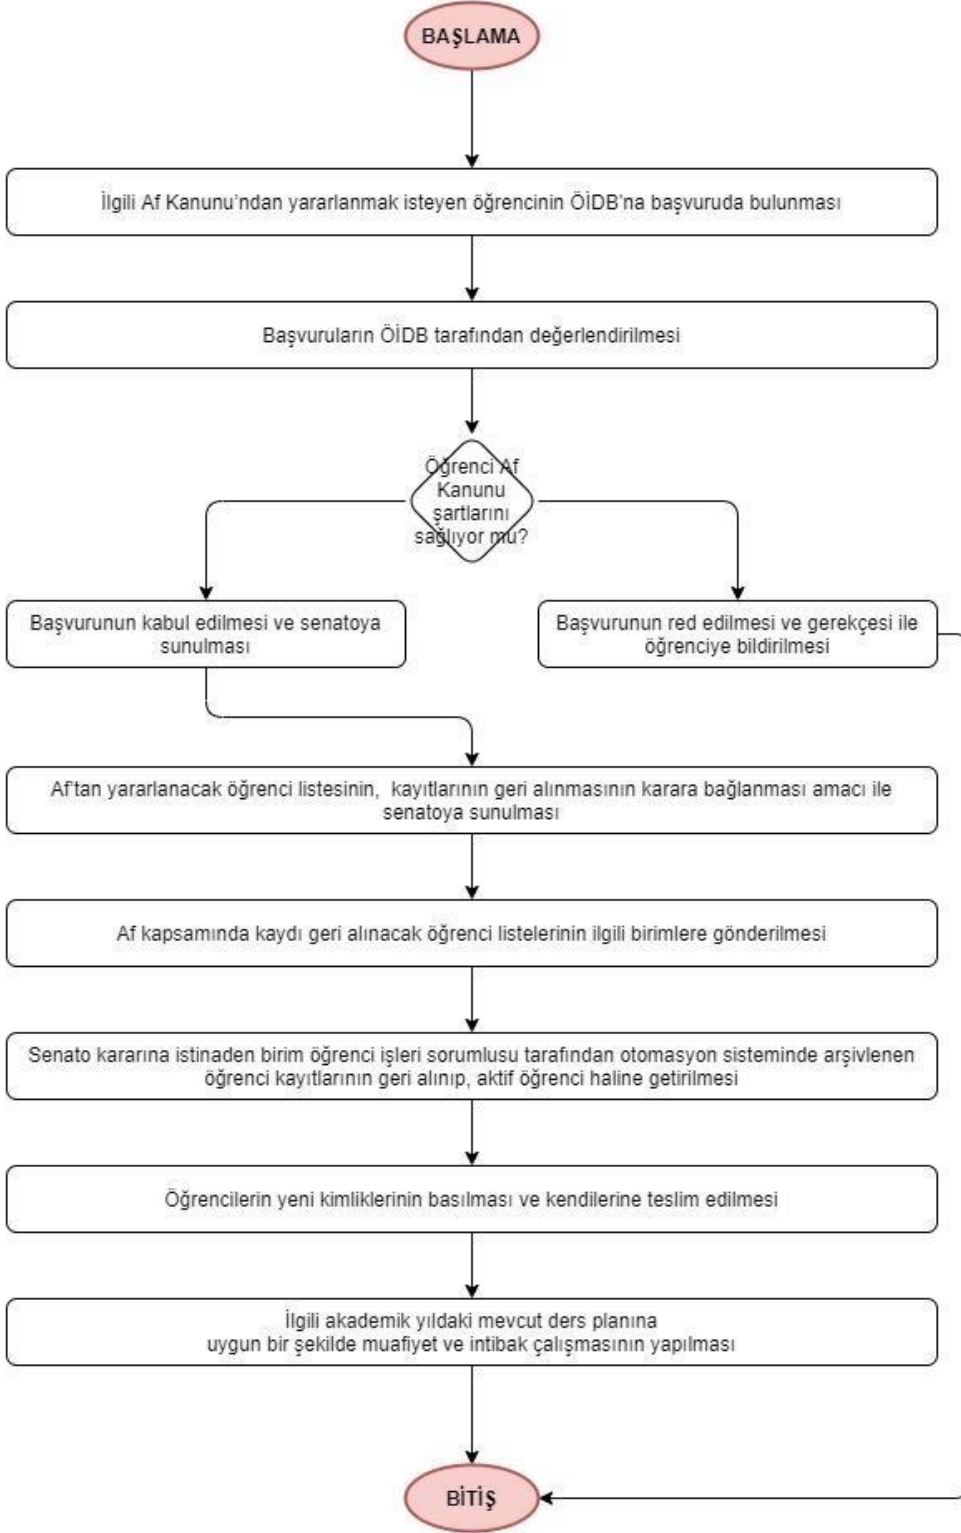 BAŞLAMA
İlgili Af Kanunu'ndan yararlanmak isteyen öğrencinin ÖİDB'na başvuruda bulunması
Başvuruların ÖİDB tarafından değerlendirilmesi
Öğrenci Af
Kanunu
şartlarını
sağlıyor mu?
Başvurunun kabul edilmesi ve senatoya
sunulması
Başvurunun red edilmesi ve gerekçesi ile
öğrenciye bildirilmesi
Af'tan yararlanacak öğrenci listesinin, kayıtlarının geri alınmasının karara bağlanması amacı ile
senatoya sunulması
Af kapsamında kaydı geri alınacak öğrenci listelerinin ilgili birimlere gönderilmesi
Senato kararına istinaden birim öğrenci işleri sorumlusu tarafından otomasyon sisteminde arşivlenen
öğrenci kayıtlarının geri alınıp, aktif öğrenci haline getirilmesi
Öğrencilerin yeni kimliklerinin basılması ve kendilerine teslim edilmesi
İlgili akademik yıldaki mevcut ders planına
uygun bir şekilde muafiyet ve intibak çalışmasının yapılması
BİTİŞ